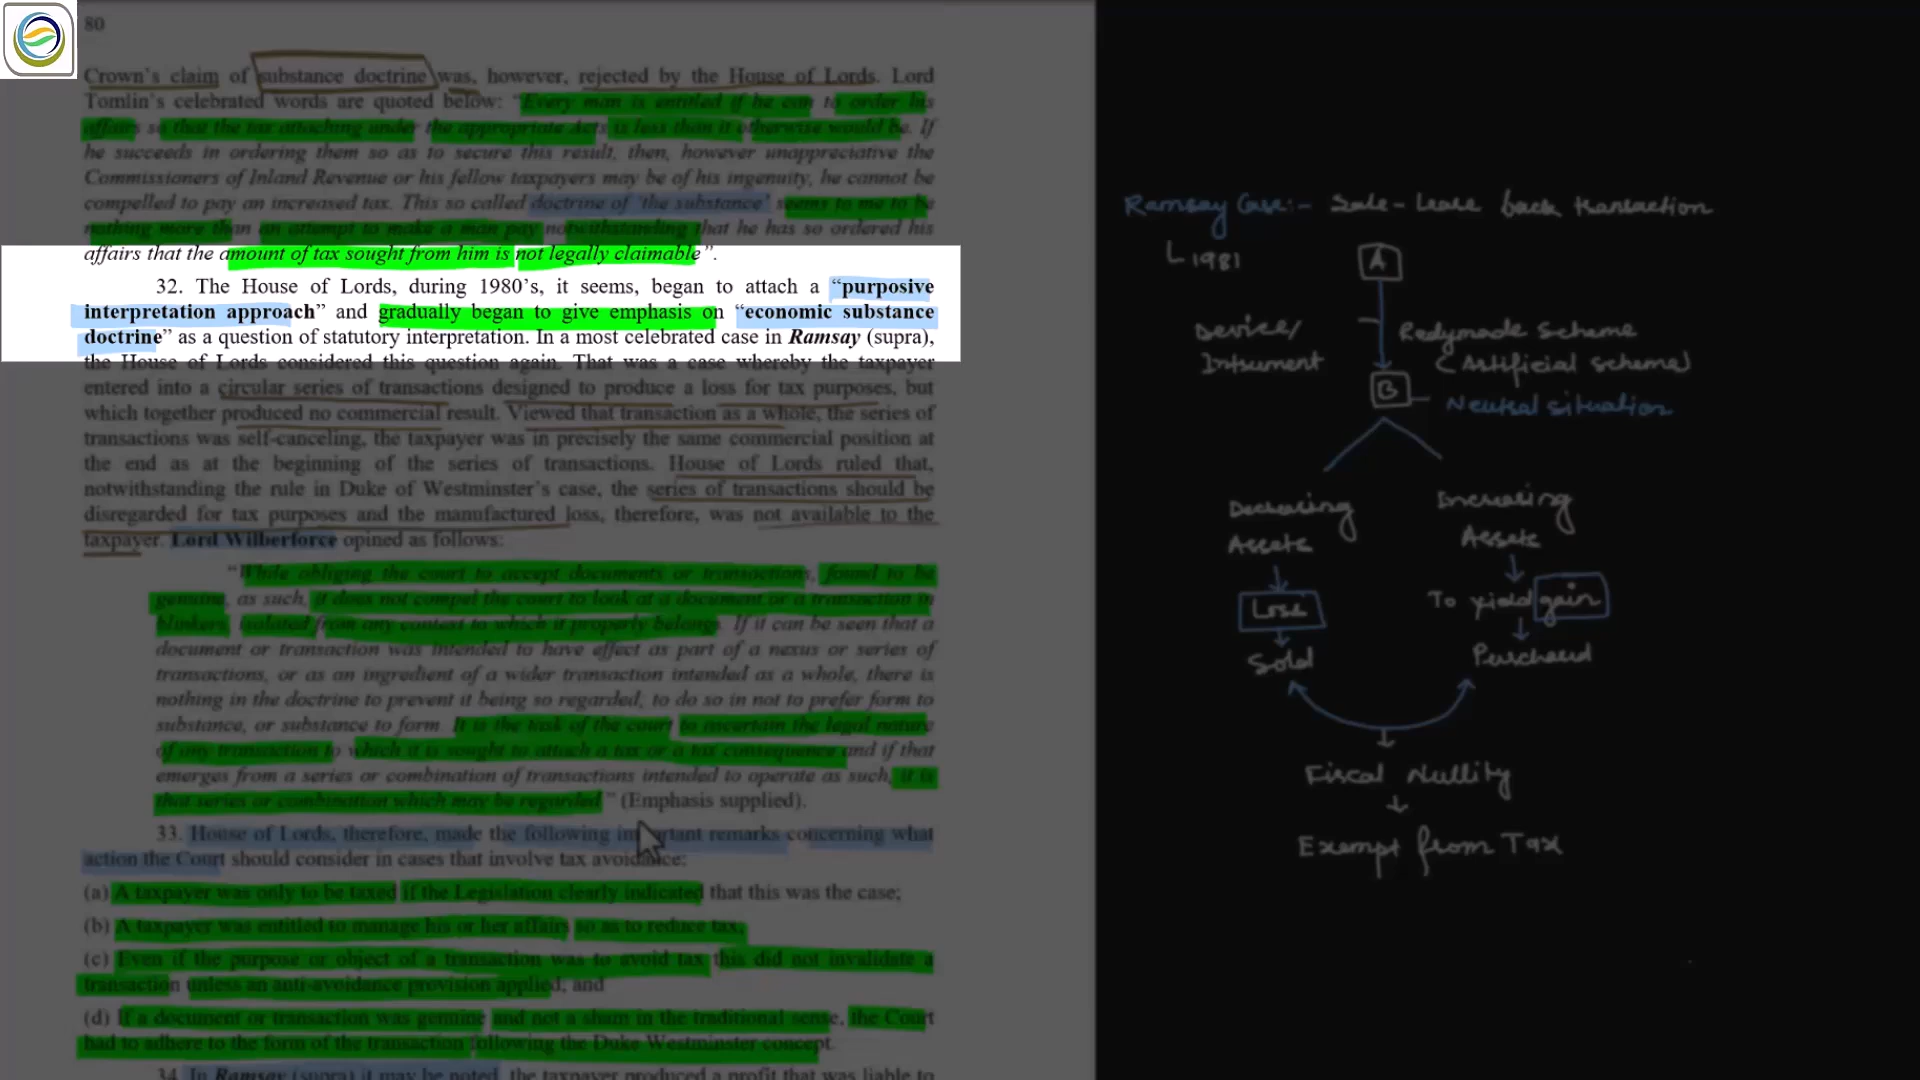 80
Crown's claim of substance doctrine was, however, rejected by the House of Lords. Lord
Tomlin's celebrated words are quoted below: “Every man is entitled if he can to order his
affairs so that the tax attaching under the appropriate Acts is less than it otherwise would be. If
he succeeds in ordering them so as to secure this result, then, however unappreciative the
Commissioners of Inland Revenue or his fellow taxpayers may be of his ingenuity, he cannot be
compelled to pay an increased tax. This so called doctrine of 'the substance' seems to me to be
nothing more than an attempt to make a man pay notwithstanding that he has so ordered his
affairs that the amount of tax sought from him is not legally claimable”.
32. The House of Lords, during 1980's, it seems, began to attach a “purposive
interpretation approach” and gradually began to give emphasis on “economic substance
doctrine” as a question of statutory interpretation. In a most celebrated case in Ramsay (supra),
the House of Lords considered this question again. That was a case whereby the taxpayer
entered into a circular series of transactions designed to produce a loss for tax purposes, but
which together produced no commercial result. Viewed that transaction as a whole, the series of
transactions was self-canceling, the taxpayer was in precisely the same commercial position at
the end as at the beginning of the series of transactions. House of Lords ruled that,
notwithstanding the rule in Duke of Westminster's case, the series of transactions should be
disregarded for tax purposes and the manufactured loss, therefore, was not available to the
taxpayer. Lord Wilberforce opined as follows:
“While obliging the court to accept documents or transactions, found to be
genuine, as such, it does not compel the court to look at a document or a transaction in
blinkers, isolated from any context to which it properly belongs. If it can be seen that a
document or transaction was intended to have effect as part of a nexus or series of
transactions, or as an ingredient of a wider transaction intended as a whole, there is
nothing in the doctrine to prevent it being so regarded; to do so in not to prefer form to
substance, or substance to form. It is the task of the court to ascertain the legal nature
of any transaction to which it is sought to attach a tax or a tax consequence and if that
emerges from a series or combination of transactions intended to operate as such, it is
that series or combination which may be regarded.” (Emphasis supplied).
33. House of Lords, therefore, made the following important remarks concerning what
action the Court should consider in cases that involve tax avoidance:
(a) A taxpayer was only to be taxed if the Legislation clearly indicated that this was the case;
(b) A taxpayer was entitled to manage his or her affairs so as to reduce tax;
(c) Even if the purpose or object of a transaction was to avoid tax this did not invalidate a
transaction unless an anti-avoidance provision applied; and
(d) If a document or transaction was genuine and not a sham in the traditional sense, the Court
had to adhere to the form of the transaction following the Duke Westminster concept.
34. In Ramsay (supra) it may be noted, the taxpayer produced a profit that was liable to
Ramsay Case:- Sale-Lease back transaction
1981
A
Device/
Intsument
Redymade Scheme
(Artificial scheme)
B
Neutral situation
Decreasing
Assets
Increasing
Assets
Loss
To yield gain
Sold
Purchased
Fiscal Nullity
Exempt from Tax